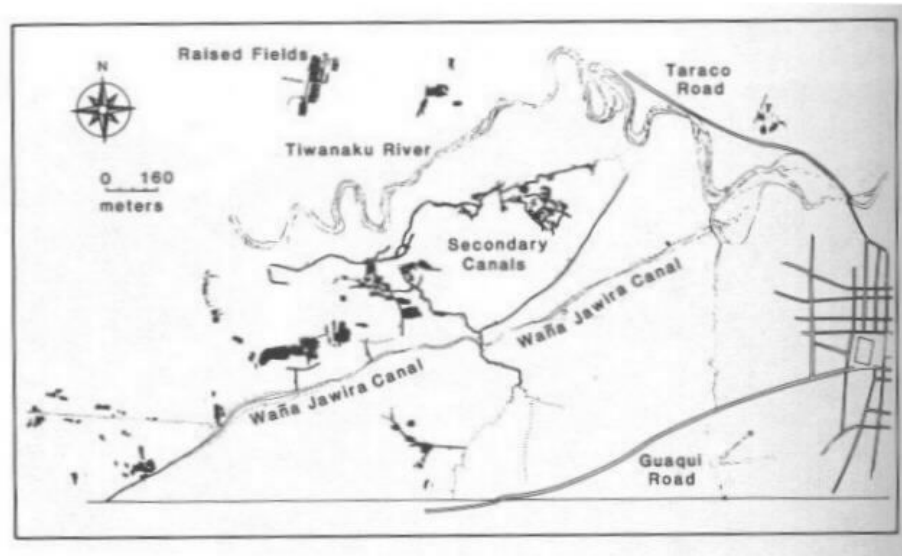 Raised Fields
N
Taraco
Road
Tiwanaku River
0 160
meters
Secondary
Canals
Waña Jawira Canal
Waña Jawira Canal
Guaqui
Road